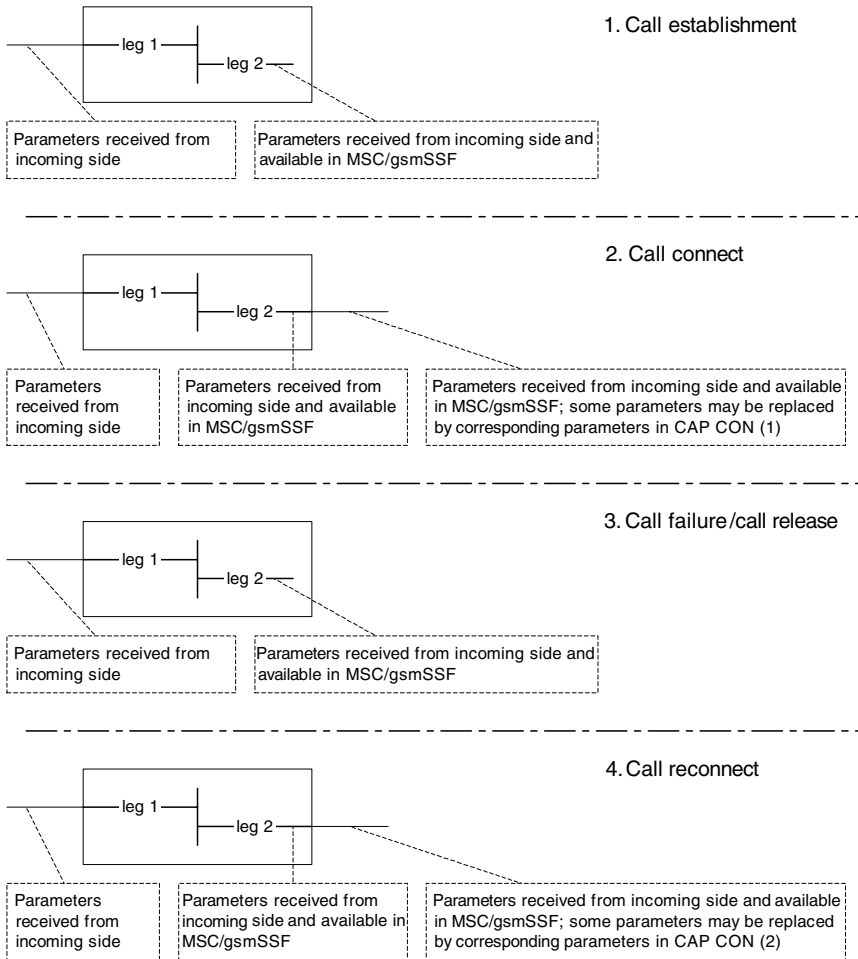 1. Call establishment
leg 1
leg 2
Parameters received from
incoming side
Parameters received from incoming side and
available in MSC/gsmSSF
2. Call connect
leg 1
leg 2
Parameters
received from
incoming side
Parameters received from
incoming side and available
in MSC/gsmSSF
Parameters received from incoming side and available
in MSC/gsmSSF; some parameters may be replaced
by corresponding parameters in CAP CON (1)
3. Call failure/call release
leg 1
leg 2
Parameters received from
incoming side
Parameters received from incoming side and
available in MSC/gsmSSF
4. Call reconnect
leg 1
leg 2
Parameters
received from
incoming side
Parameters received from
incoming side and available in
MSC/gsmSSF
Parameters received from incoming side and available
in MSC/gsmSSF; some parameters may be replaced
by corresponding parameters in CAP CON (2)